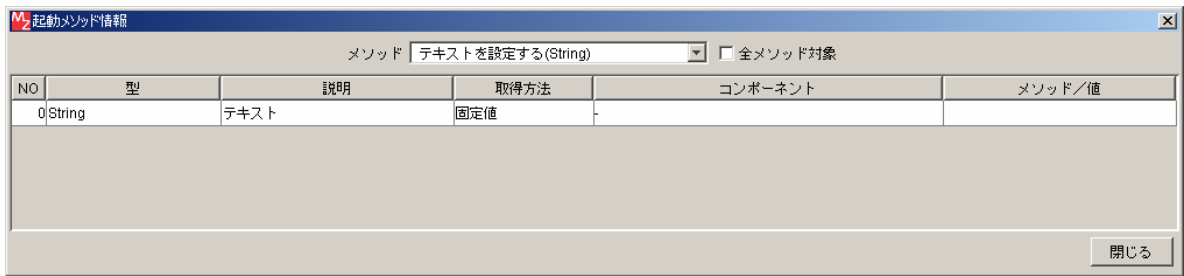 MZ 起動メソッド情報
メソッド テキストを設定する(String) 全メソッド対象
NO 型 説明 取得方法 コンポーネント メソッド／値
0 String テキスト 固定値 -
閉じる